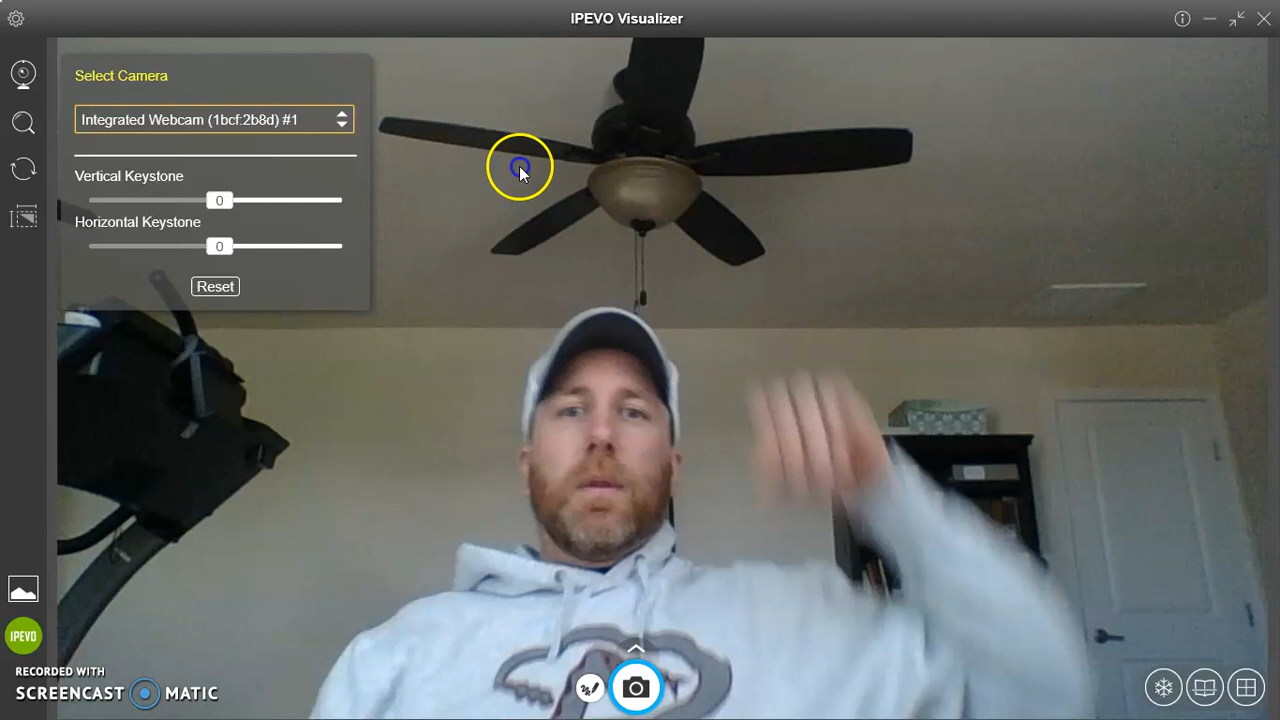 IPEVO Visualizer
Select Camera
Integrated Webcam (1bcf:2b8d) #1
Vertical Keystone
0
Horizontal Keystone
0
Reset
IPEVO
RECORDED WITH
SCREENCAST MATIC